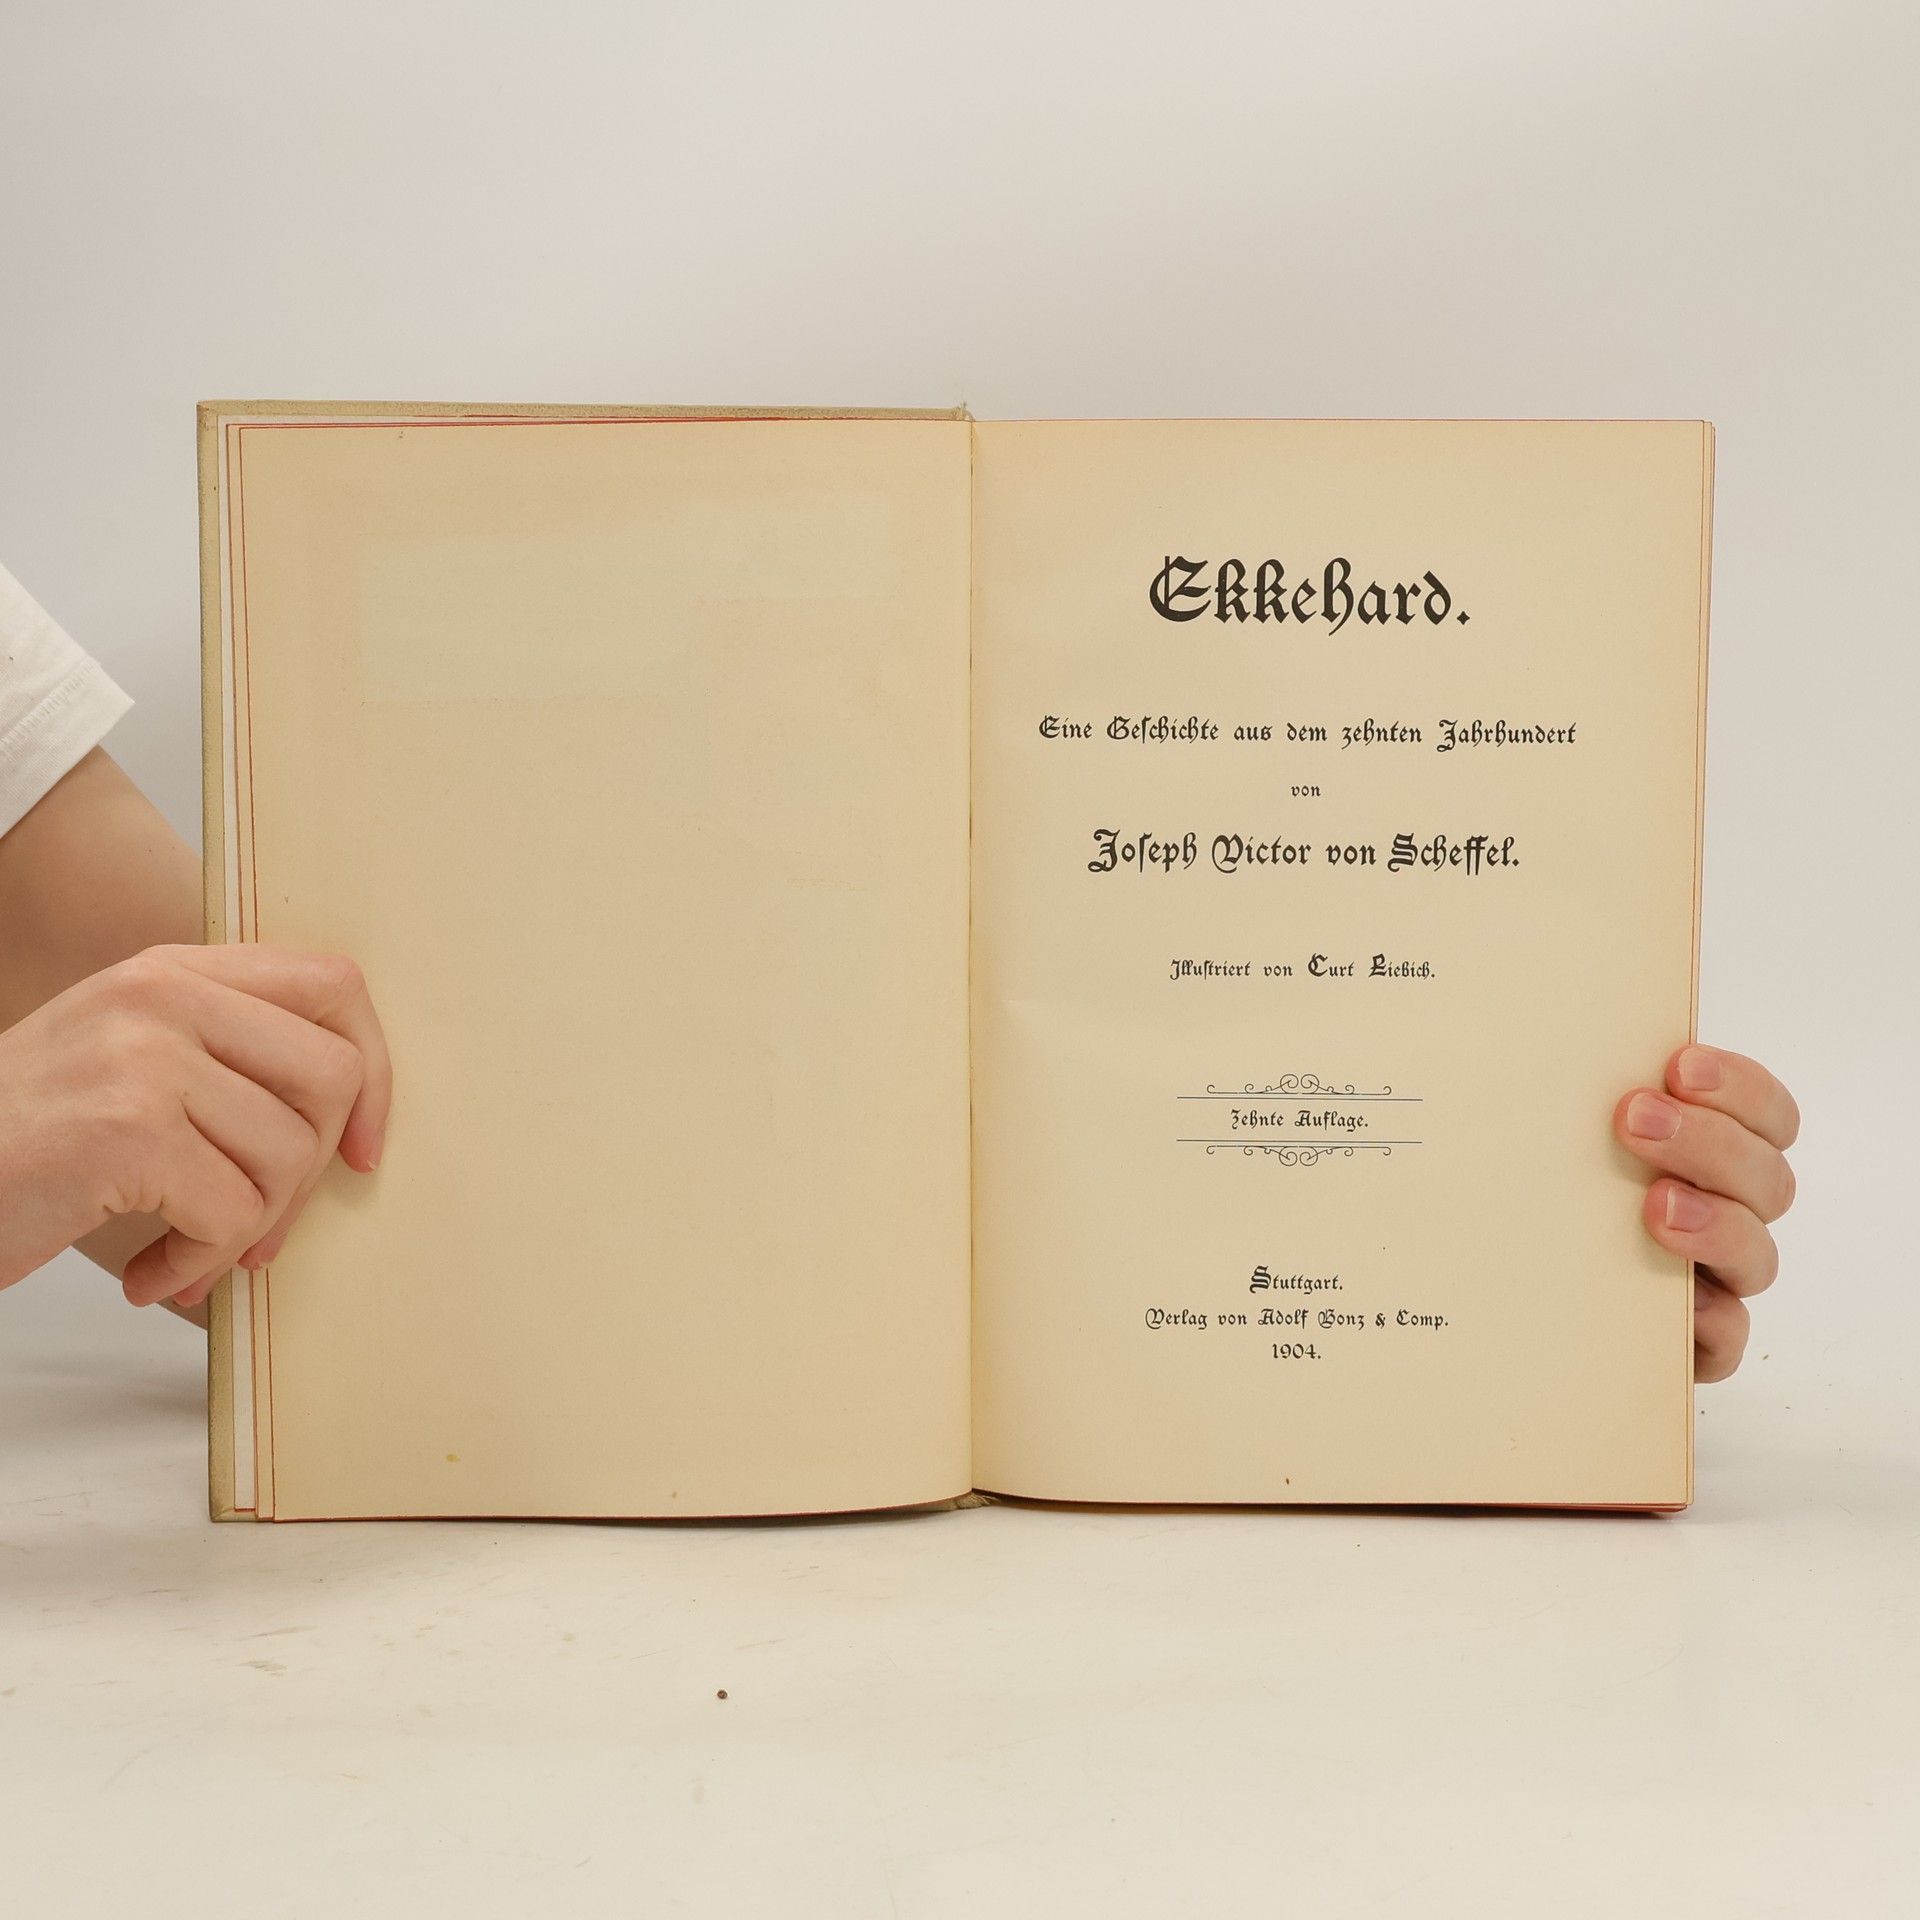 Ekkehard.
Eine Geschichte aus dem zehnten Jahrhundert
von
Joseph Victor von Scheffel.
Illustriert von Curt Liebich.
Zehnte Auflage.
Stuttgart.
Verlag von Adolf Bonz & Comp.
1904.